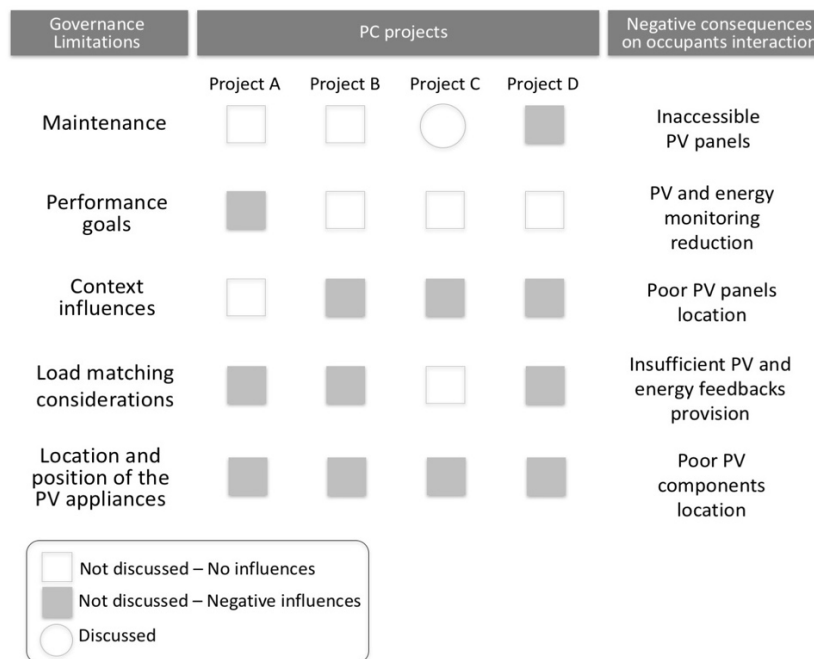 Governance
Limitations
PC projects
Negative consequences
on occupants interaction
Project A
Project B
Project C
Project D
Maintenance
Inaccessible
PV panels
Performance
goals
PV and energy
monitoring
reduction
Context
influences
Poor PV panels
location
Load matching
considerations
Insufficient PV and
energy feedbacks
provision
Location and
position of the
PV appliances
Poor PV
components
location
Not discussed – No influences
Not discussed – Negative influences
Discussed